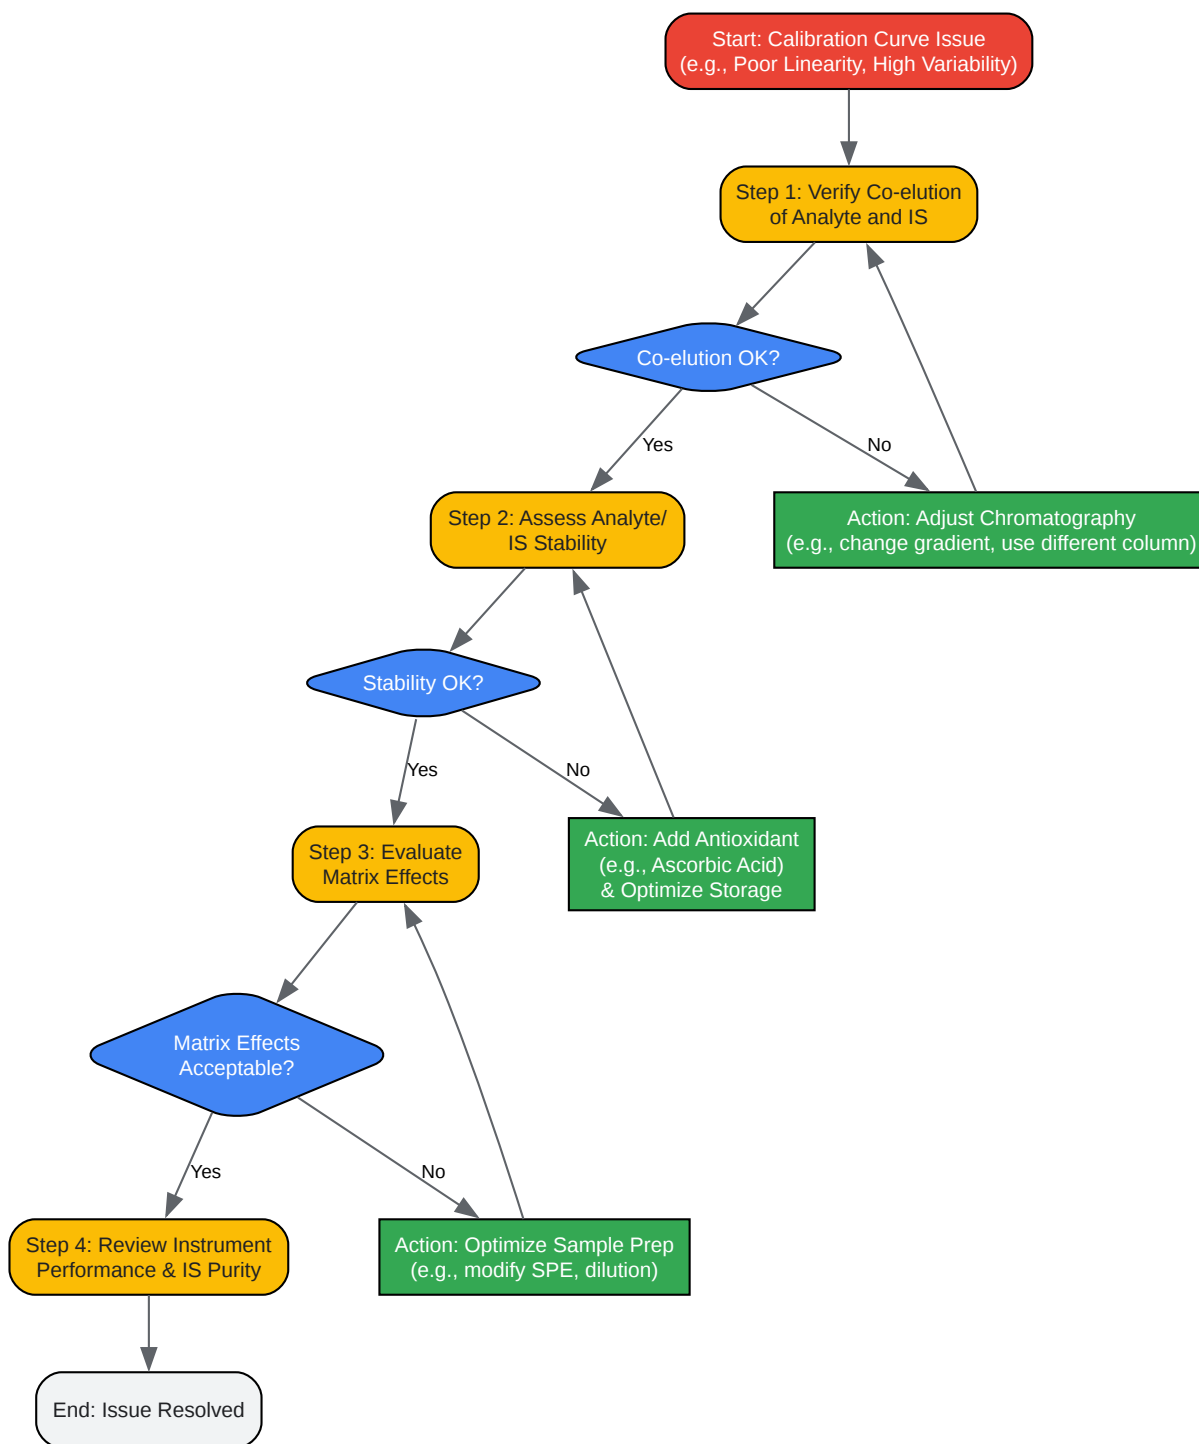 Start: Calibration Curve Issue
(e.g., Poor Linearity, High Variability)
Step 1: Verify Co-elution
of Analyte and IS
Co-elution OK?
Yes
No
Step 2: Assess Analyte/
IS Stability
Action: Adjust Chromatography
(e.g., change gradient, use different column)
Stability OK?
Yes
No
Step 3: Evaluate
Matrix Effects
Action: Add Antioxidant
(e.g., Ascorbic Acid)
& Optimize Storage
Matrix Effects
Acceptable?
Yes
No
Step 4: Review Instrument
Performance & IS Purity
Action: Optimize Sample Prep
(e.g., modify SPE, dilution)
End: Issue Resolved